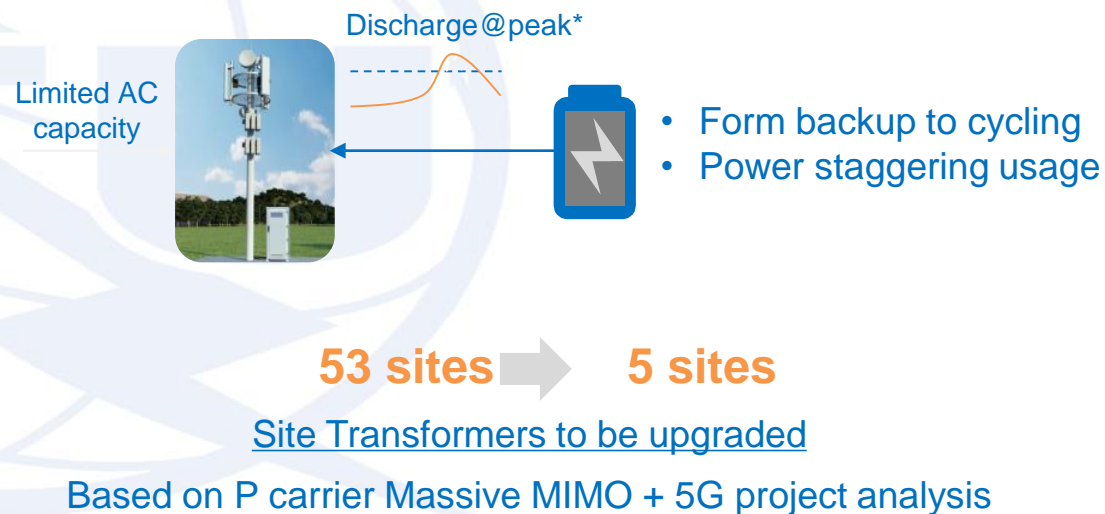 Discharge@peak*
Limited AC
capacity
• Form backup to cycling
• Power staggering usage
53 sites 5 sites
Site Transformers to be upgraded
Based on P carrier Massive MIMO + 5G project analysis